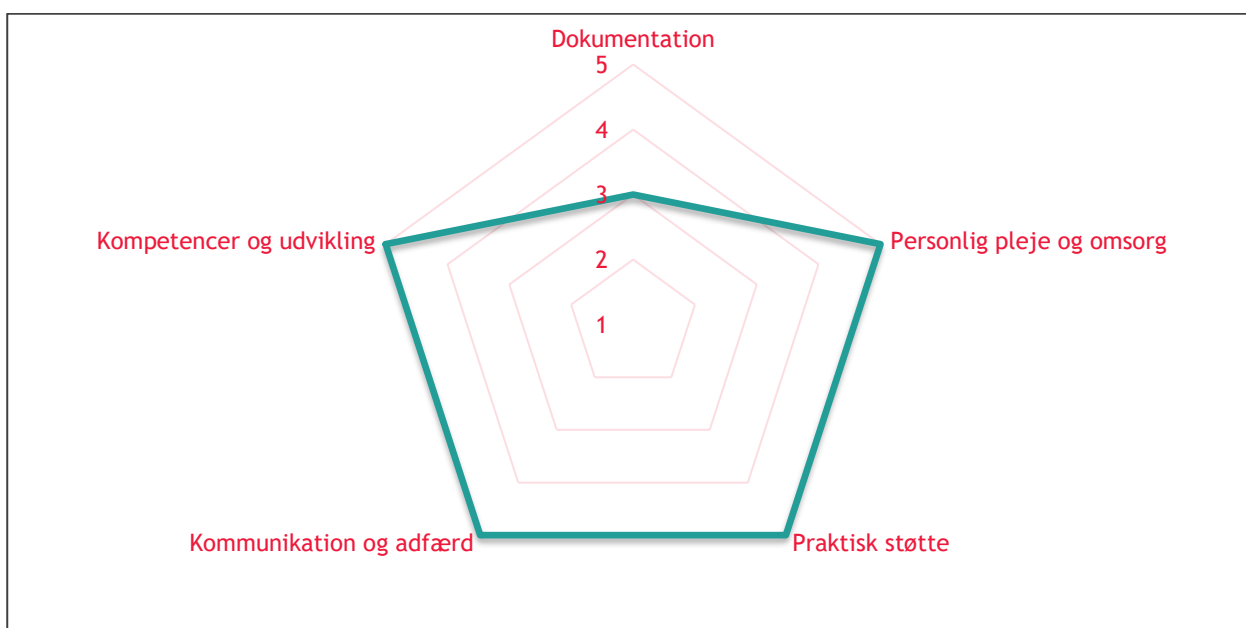 Dokumentation
5
4
3
2
1
Kompetencer og udvikling
Personlig pleje og omsorg
Kommunikation og adfærd
Praktisk støtte